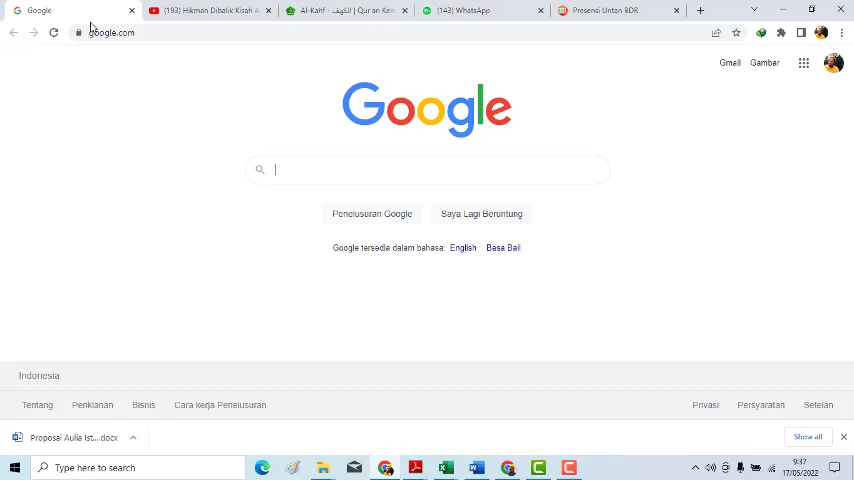 Google
(193) Hikmah Dibalik Kisah A
Al-Kahf - الكهف | Qur'an Kem
(143) WhatsApp
Presensi Untan BDR
google.com
Gmail
Gambar
Google
Penelusuran Google
Saya Lagi Beruntung
Google tersedia dalam bahasa: English Basa Bali
Indonesia
Tentang
Periklanan
Bisnis
Cara kerja Penelusuran
Privasi
Persyaratan
Setelan
Proposal Aulia Ist....docx
Show all
Type here to search
9:37
17/05/2022